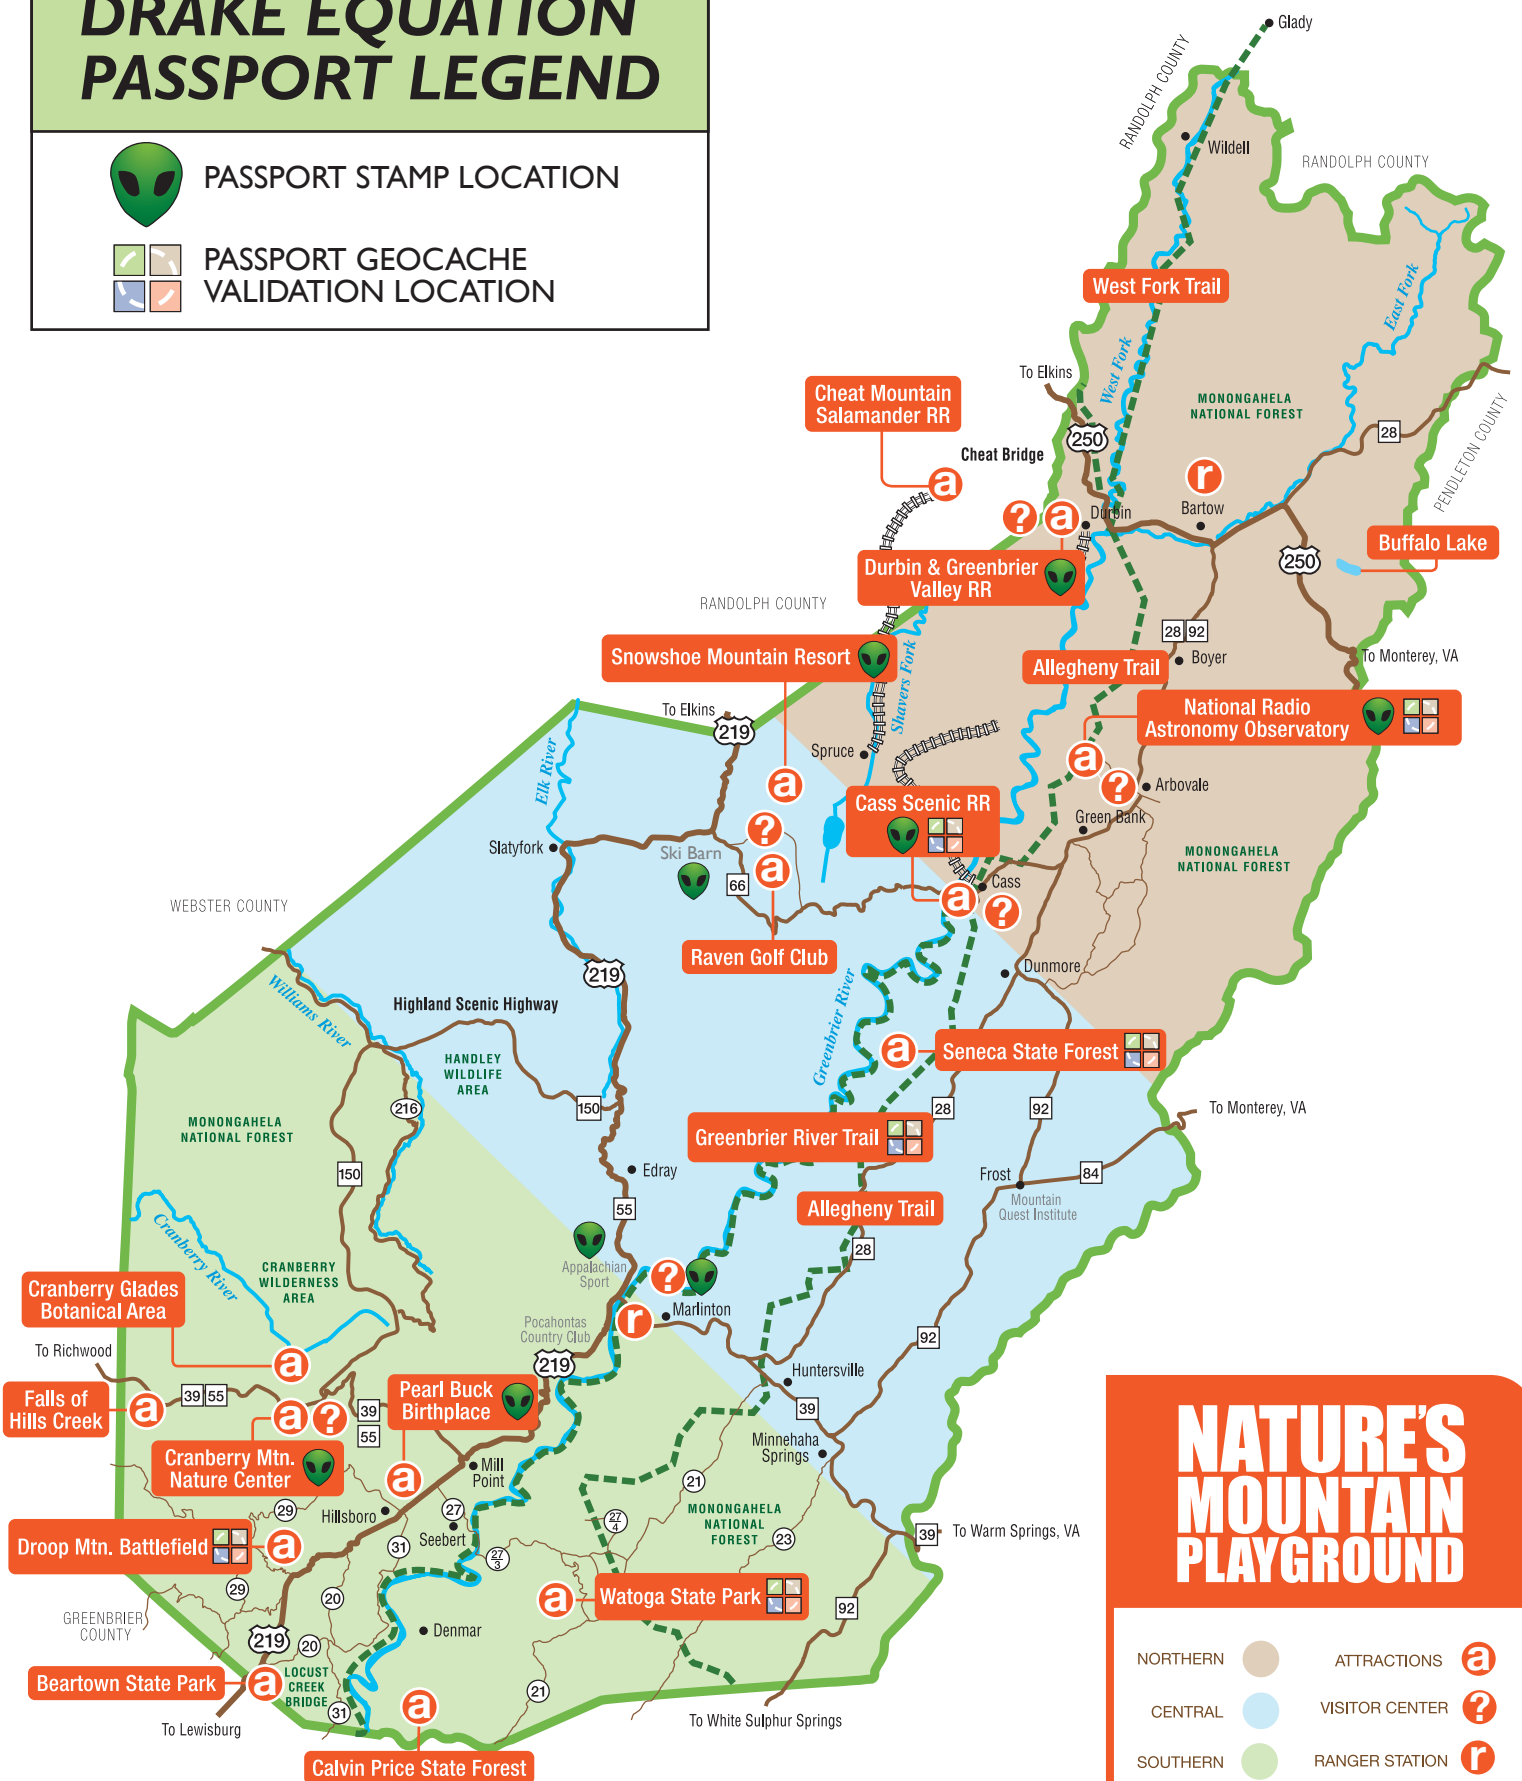 DRAKE EQUATION
PASSPORT LEGEND
PASSPORT STAMP LOCATION
PASSPORT GEOCACHE
VALIDATION LOCATION
Glady
RANDOLPH COUNTY
Wildell
RANDOLPH COUNTY
West Fork Trail
East Fork
West Fork
To Elkins
Cheat Mountain
Salamander RR
MONONGAHELA
NATIONAL FOREST
250
28
Cheat Bridge
PENDLETON COUNTY
a
r
? a
Durbin
Bartow
Buffalo Lake
250
Durbin & Greenbrier
Valley RR
RANDOLPH COUNTY
28 92
Snowshoe Mountain Resort
Shavers Fork
Allegheny Trail
Boyer
To Monterey, VA
National Radio
Astronomy Observatory
To Elkins
219
Elk River
Spruce
a
a
?
Arbovale
Cass Scenic RR
Green Bank
?
Slatyfork
Ski Barn
a
66
MONONGAHELA
NATIONAL FOREST
Cass
a
?
WEBSTER COUNTY
Raven Golf Club
Dunmore
219
Williams River
Highland Scenic Highway
Greenbrier River
HANDLEY
WILDLIFE
AREA
a
Seneca State Forest
150
216
28
92
To Monterey, VA
MONONGAHELA
NATIONAL FOREST
Greenbrier River Trail
150
Edray
Frost
84
Mountain
Quest Institute
55
Allegheny Trail
Cranberry River
28
Appalachian
Sport
CRANBERRY
WILDERNESS
AREA
Cranberry Glades
Botanical Area
?
Marlinton
r
Pocahontas
Country Club
92
To Richwood
a
219
Huntersville
Falls of
Hills Creek
a
39 55
a ?
39
55
Pearl Buck
Birthplace
39
Minnehaha
Springs
Cranberry Mtn.
Nature Center
a
Mill
Point
21
29
Hillsboro
27
Seebert
27
4
MONONGAHELA
NATIONAL
FOREST
23
39
To Warm Springs, VA
Droop Mtn. Battlefield
a
31
27
3
29
20
a
Watoga State Park
92
GREENBRIER
COUNTY
219
20
Denmar
Beartown State Park
a
LOCUST
CREEK
BRIDGE
31
a
21
To Lewisburg
To White Sulphur Springs
Calvin Price State Forest
NATURE'S
MOUNTAIN
PLAYGROUND
NORTHERN
ATTRACTIONS a
CENTRAL
VISITOR CENTER ?
SOUTHERN
RANGER STATION r